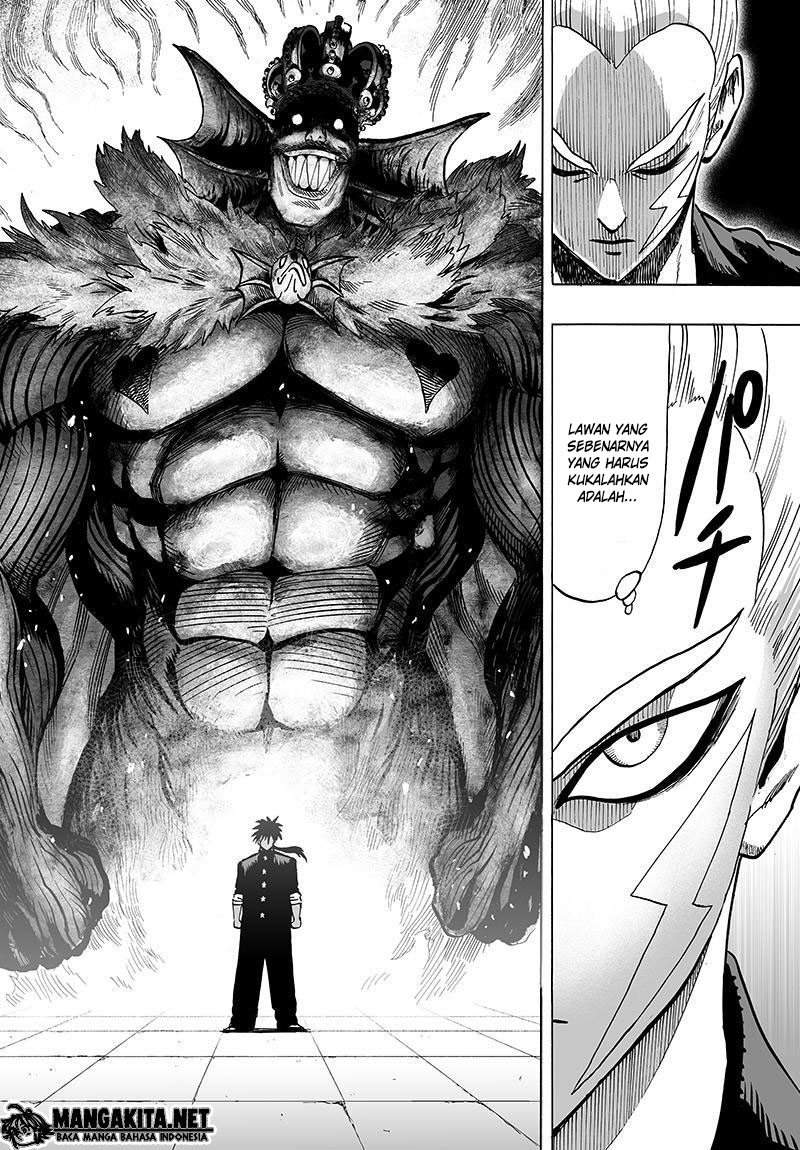 LAWAN YANG
SEBENARNYA
YANG HARUS
KUKALAHKAN
ADALAH...
パチ
MANGAKITA.NET
BACA MANGA BAHASA INDONESIA